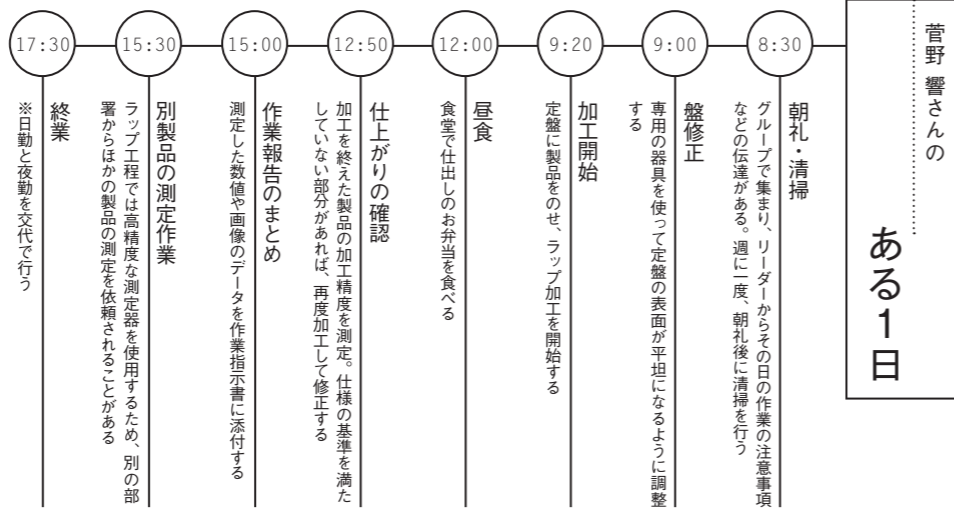 菅野 響さんの
ある1日
8:30
朝礼・清掃
グループで集まり、リーダーからその日の作業の注意事項
などの伝達がある。週に一度、朝礼後に清掃を行う
9:00
盤修正
専用の器具を使って定盤の表面が平坦になるように調整
する
9:20
加工開始
定盤に製品をのせ、ラップ加工を開始する
12:00
昼食
食堂で仕出しのお弁当を食べる
12:50
仕上がりの確認
加工を終えた製品の加工精度を測定。仕様の基準を満た
していない部分があれば、再度加工して修正する
15:00
作業報告のまとめ
測定した数値や画像のデータを作業指示書に添付する
15:30
別製品の測定作業
ラップ工程では高精度な測定器を使用するため、別の部
署からほかの製品の測定を依頼されることがある
17:30
終業
※日勤と夜勤を交代で行う